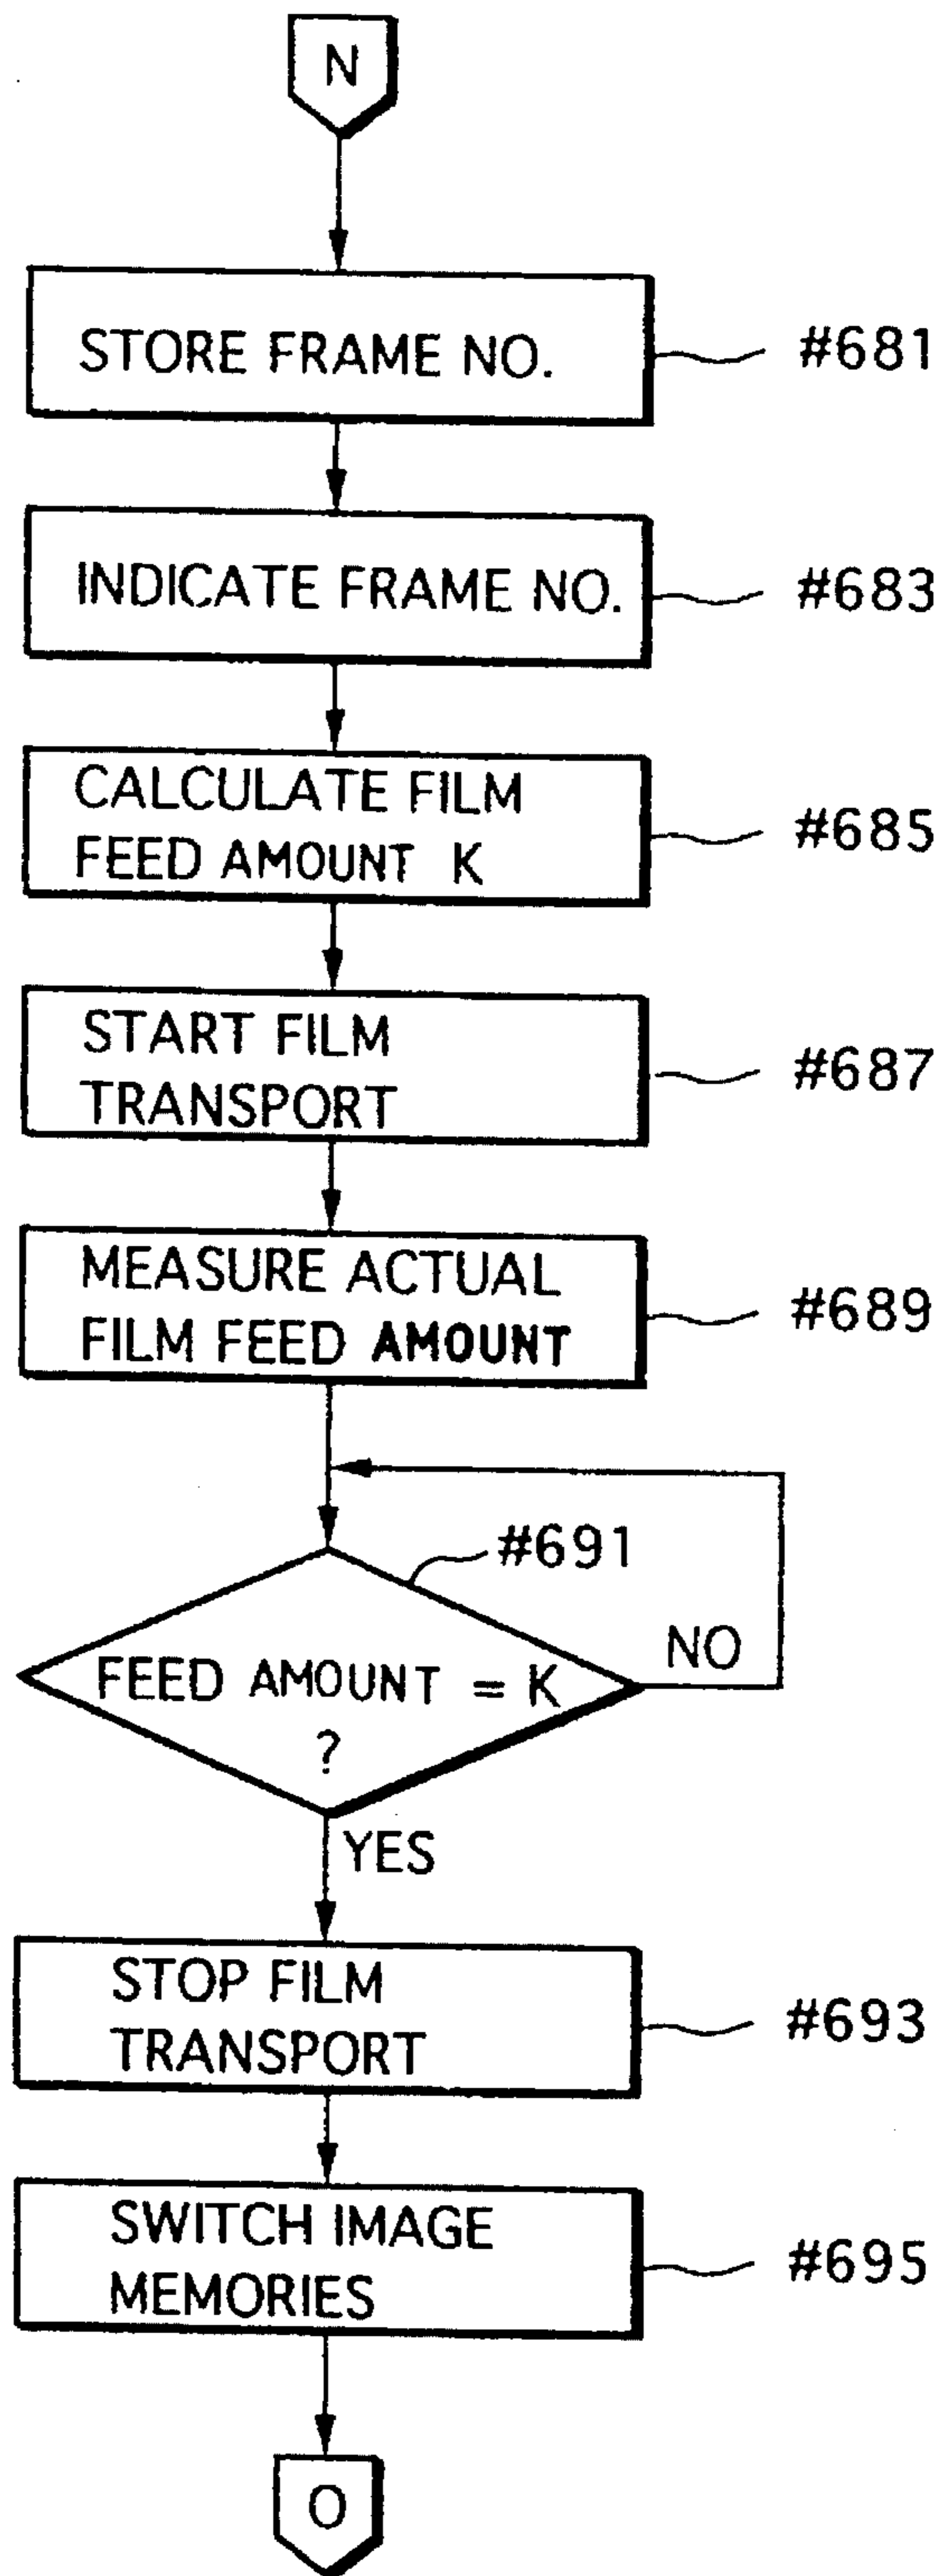 N
STORE FRAME NO.
#681
INDICATE FRAME NO.
#683
CALCULATE FILM
FEED AMOUNT K
#685
START FILM
TRANSPORT
#687
MEASURE ACTUAL
FILM FEED AMOUNT
#689
#691
FEED AMOUNT = K
?
NO
YES
STOP FILM
TRANSPORT
#693
SWITCH IMAGE
MEMORIES
#695
O